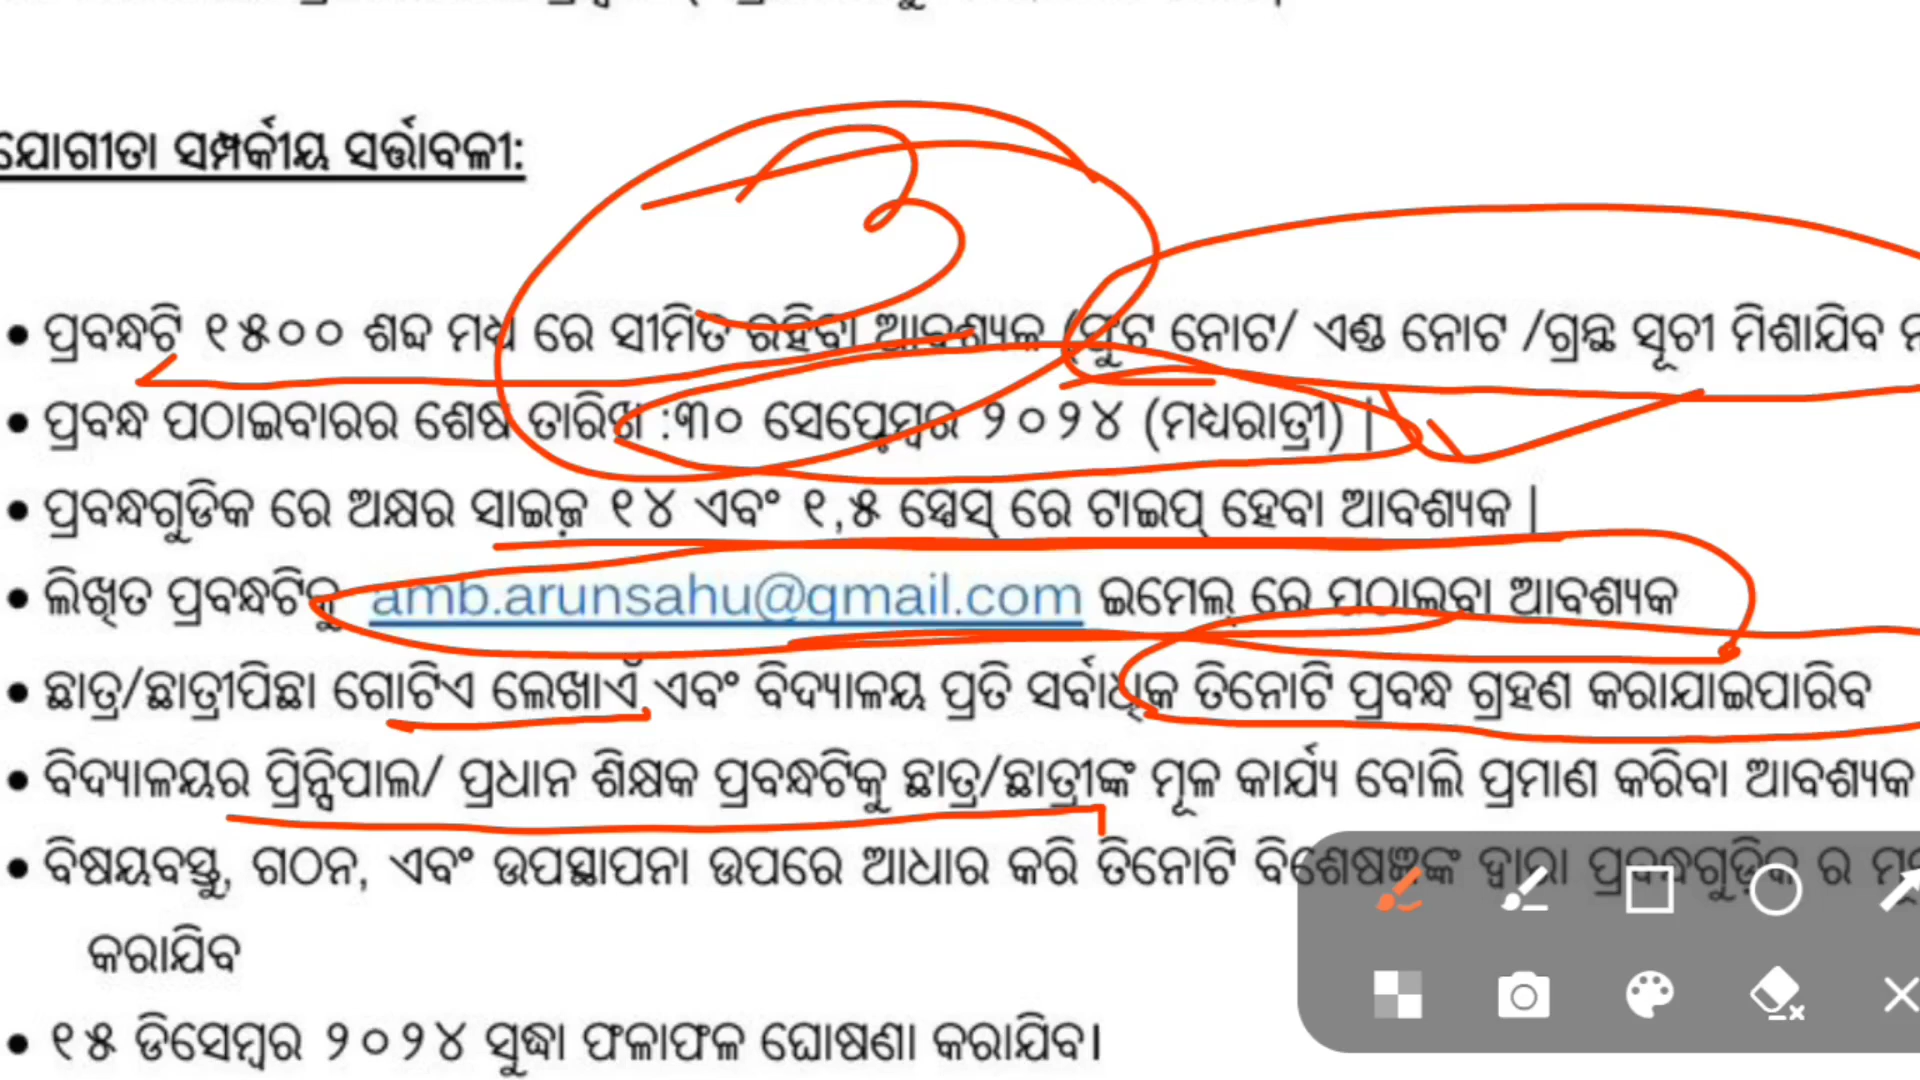 ଯୋଗୀତା ସମ୍ପର୍କୀୟ ସର୍ତ୍ତାବଳୀ:
• ପ୍ରବନ୍ଧଟି ୧୫୦୦ ଶବ୍ଦ ମଧ୍ୟ ରେ ସୀମିତ ରହିବା ଆବଶ୍ୟକ (ଫୁଟ ନୋଟ/ ଏଣ୍ଡ ନୋଟ /ଗ୍ରନ୍ଥ ସୂଚୀ ମିଶାଯିବ
• ପ୍ରବନ୍ଧ ପଠାଇବାରର ଶେଷ ତାରିଖ :୩୦ ସେପ୍ଟେମ୍ବର ୨୦୨୪ (ମଧ୍ୟରାତ୍ରୀ) |
• ପ୍ରବନ୍ଧଗୁଡିକ ରେ ଅକ୍ଷର ସାଇଜ଼ ୧୪ ଏବଂ ୧,୫ ସ୍ପେସ୍ ରେ ଟାଇପ୍ ହେବା ଆବଶ୍ୟକ |
• ଲିଖିତ ପ୍ରବନ୍ଧଟିକୁ amb.arunsahu@gmail.com ଇମେଲ୍ ରେ ପଠାଇବା ଆବଶ୍ୟକ
• ଛାତ୍ର/ଛାତ୍ରୀପିଛା ଗୋଟିଏ ଲେଖାଏଁ ଏବଂ ବିଦ୍ୟାଳୟ ପ୍ରତି ସର୍ବାଧିକ ତିନୋଟି ପ୍ରବନ୍ଧ ଗ୍ରହଣ କରାଯାଇପାରିବ
• ବିଦ୍ୟାଳୟର ପ୍ରିନ୍ସିପାଲ/ ପ୍ରଧାନ ଶିକ୍ଷକ ପ୍ରବନ୍ଧଟିକୁ ଛାତ୍ର/ଛାତ୍ରୀଙ୍କ ମୂଳ କାର୍ଯ୍ୟ ବୋଲି ପ୍ରମାଣ କରିବା ଆବଶ୍ୟକ
• ବିଷୟବସ୍ତୁ, ଗଠନ, ଏବଂ ଉପସ୍ଥାପନା ଉପରେ ଆଧାର କରି ତିନୋଟି ବିଶେଷଜ୍ଞଙ୍କ ଦ୍ୱାରା ପ୍ରବନ୍ଧଗୁଡ଼ିକ ର
କରାଯିବ
• ୧୫ ଡିସେମ୍ବର ୨୦୨୪ ସୁଦ୍ଧା ଫଳାଫଳ ଘୋଷଣା କରାଯିବ।